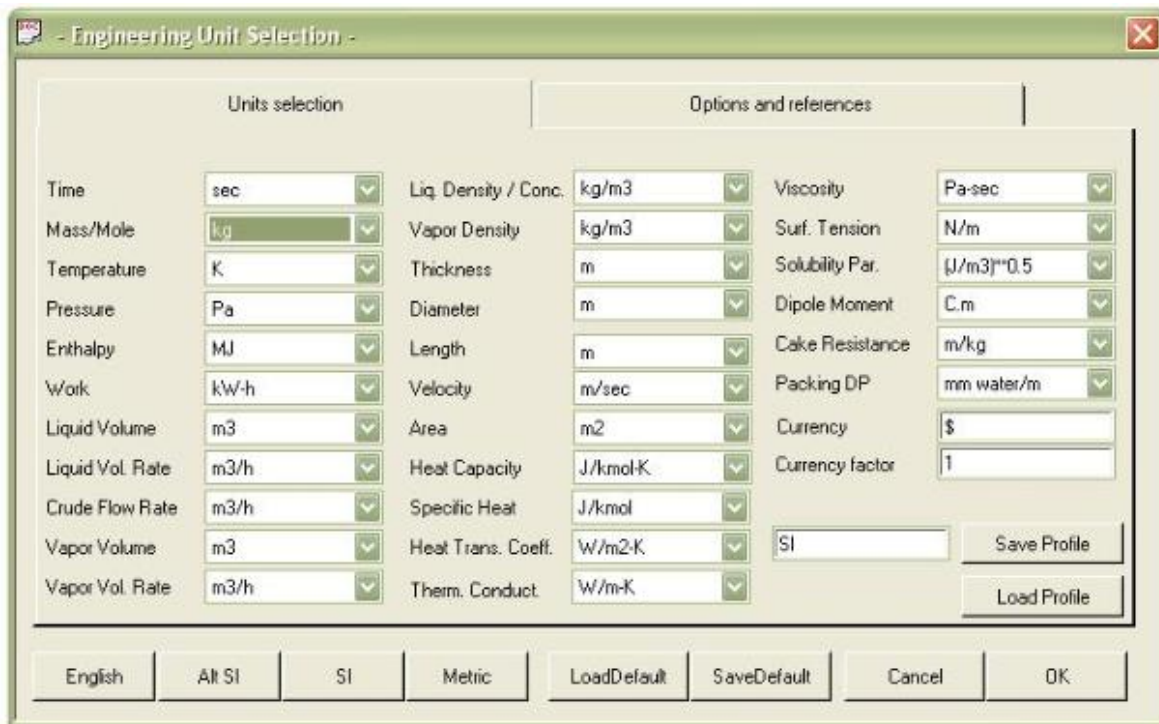 - Engineering Unit Selection -
Units selection Options and references
Time sec Liq. Density / Conc. kg/m3 Viscosity Pa-sec
Mass/Mole kg Vapor Density kg/m3 Surf. Tension N/m
Temperature K Thickness m Solubility Par. (J/m3)**0.5
Pressure Pa Diameter m Dipole Moment C.m
Enthalpy MJ Length m Cake Resistance m/kg
Work kW-h Velocity m/sec Packing DP mm water/m
Liquid Volume m3 Area m2 Currency $
Liquid Vol. Rate m3/h Heat Capacity J/kmol-K Currency factor 1
Crude Flow Rate m3/h Specific Heat J/kmol
Vapor Volume m3 Heat Trans. Coeff. W/m2-K SI Save Profile
Vapor Vol. Rate m3/h Therm. Conduct. W/m-K Load Profile
English Alt SI SI Metric LoadDefault SaveDefault Cancel OK